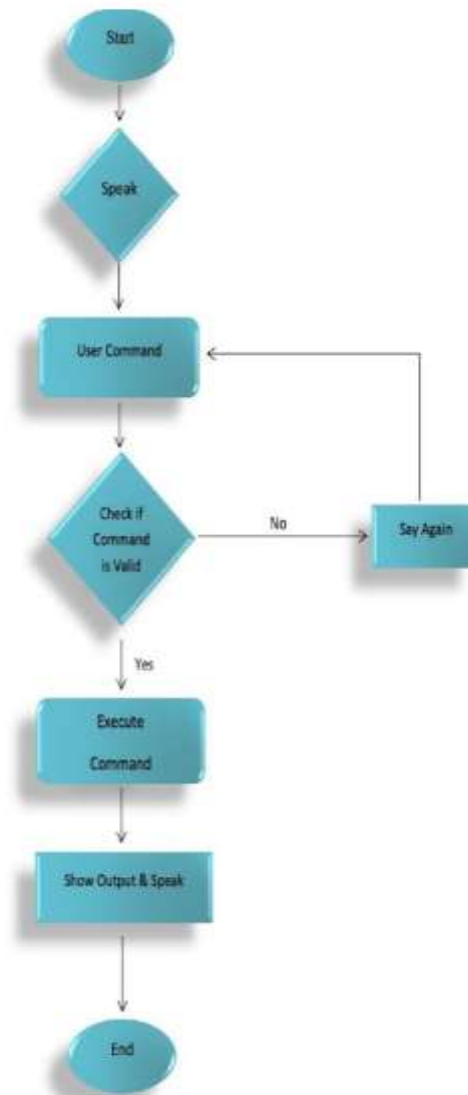 Start
Speak
User Command
Check if
Command
is Valid
No
Say Again
Yes
Execute
Command
Show Output & Speak
End